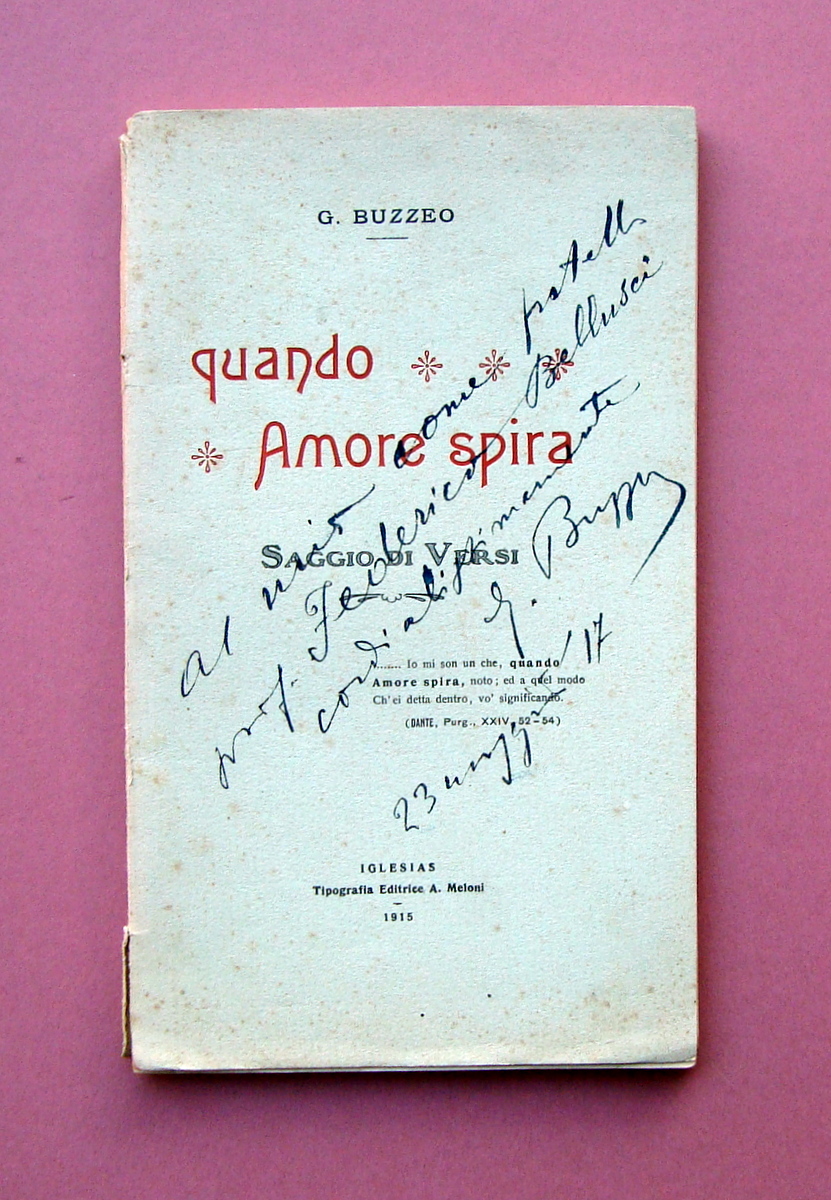 G. BUZZEO
quando
Amore spira
SAGGIO DI VERSI
"....... Io mi son un che, quando
Amore spira, noto; ed a quel modo
Ch'ei detta dentro, vo' significando.
(DANTE, Purg., XXIV, 52-54)
IGLESIAS
Tipografia Editrice A. Meloni
1915
Al mio come fratello
prof. Federico Bellusci
cordialissimamente
G. Buzzeo
23 maggio / 17